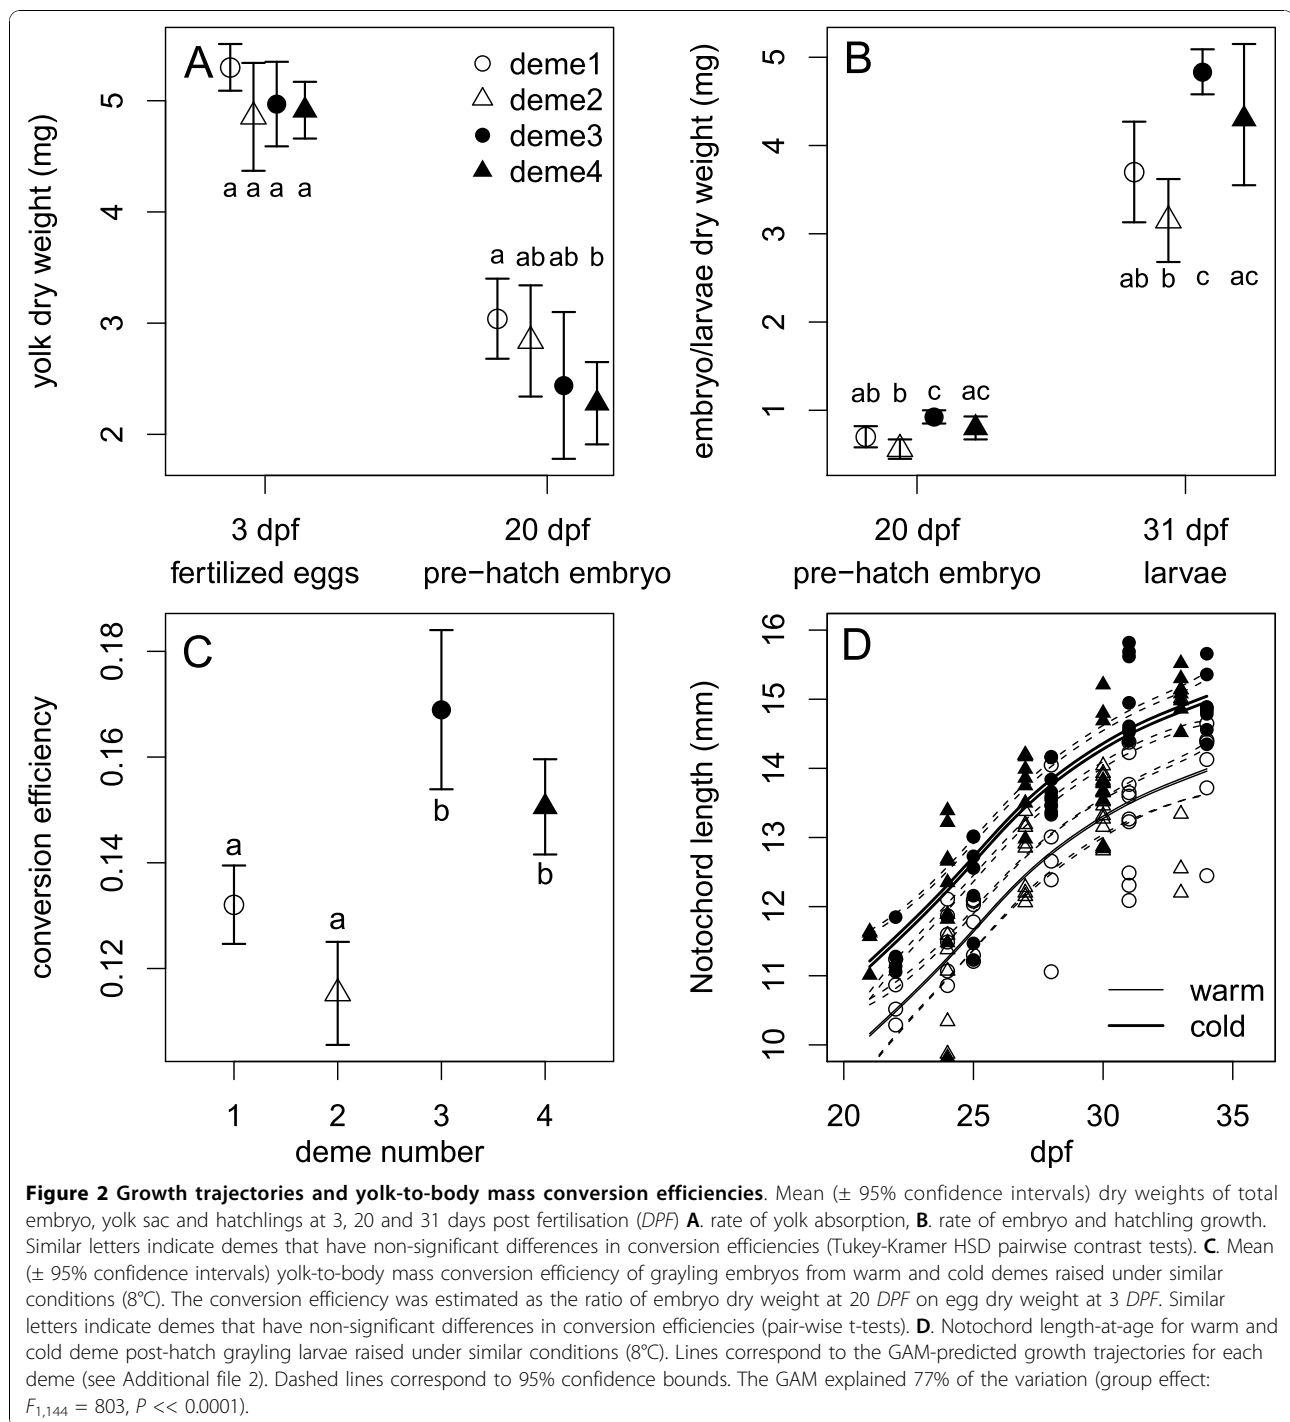 A
deme1
deme2
deme3
deme4
yolk dry weight (mg)
5
4
3
2
a a a a
a ab ab b
3 dpf
20 dpf
fertilized eggs
pre−hatch embryo
B
embryo/larvae dry weight (mg)
5
4
3
2
1
ab b c ac
ab b c ac
20 dpf
31 dpf
pre−hatch embryo
larvae
C
conversion efficiency
0.18
0.16
0.14
0.12
a
a
b
b
1 2 3 4
deme number
D
Notochord length (mm)
16
15
14
13
12
11
10
warm
cold
20 25 30 35
dpf
Figure 2 Growth trajectories and yolk-to-body mass conversion efficiencies. Mean (± 95% confidence intervals) dry weights of total
embryo, yolk sac and hatchlings at 3, 20 and 31 days post fertilisation (DPF) A. rate of yolk absorption, B. rate of embryo and hatchling growth.
Similar letters indicate demes that have non-significant differences in conversion efficiencies (Tukey-Kramer HSD pairwise contrast tests). C. Mean
(± 95% confidence intervals) yolk-to-body mass conversion efficiency of grayling embryos from warm and cold demes raised under similar
conditions (8°C). The conversion efficiency was estimated as the ratio of embryo dry weight at 20 DPF on egg dry weight at 3 DPF. Similar
letters indicate demes that have non-significant differences in conversion efficiencies (pair-wise t-tests). D. Notochord length-at-age for warm and
cold deme post-hatch grayling larvae raised under similar conditions (8°C). Lines correspond to the GAM-predicted growth trajectories for each
deme (see Additional file 2). Dashed lines correspond to 95% confidence bounds. The GAM explained 77% of the variation (group effect:
F1,144 = 803, P << 0.0001).